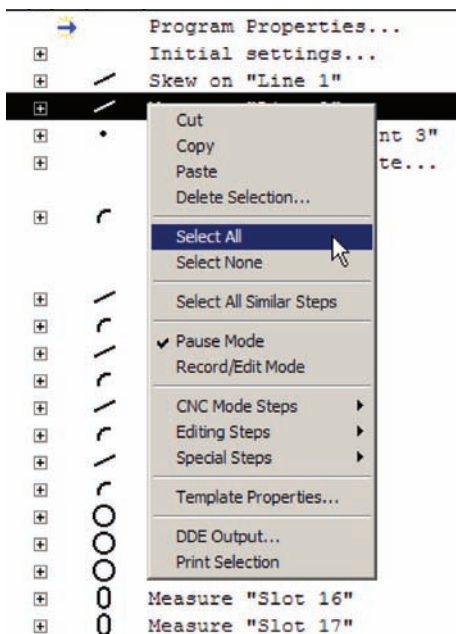 Program Properties...
Initial settings...
Skew on "Line 1"
Cut
Copy
nt 3"
Paste
te...
Delete Selection...
Select All
Select None
Select All Similar Steps
Pause Mode
Record/Edit Mode
CNC Mode Steps
Editing Steps
Special Steps
Template Properties...
DDE Output...
Print Selection
Measure "Slot 16"
Measure "Slot 17"